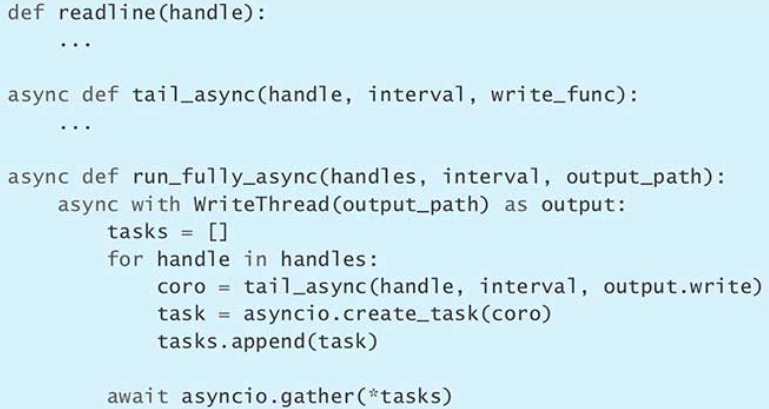 def readline(handle):
    ...
async def tail_async(handle, interval, write_func):
    ...
async def run_fully_async(handles, interval, output_path):
    async with WriteThread(output_path) as output:
        tasks = []
        for handle in handles:
            coro = tail_async(handle, interval, output.write)
            task = asyncio.create_task(coro)
            tasks.append(task)
        await asyncio.gather(*tasks)